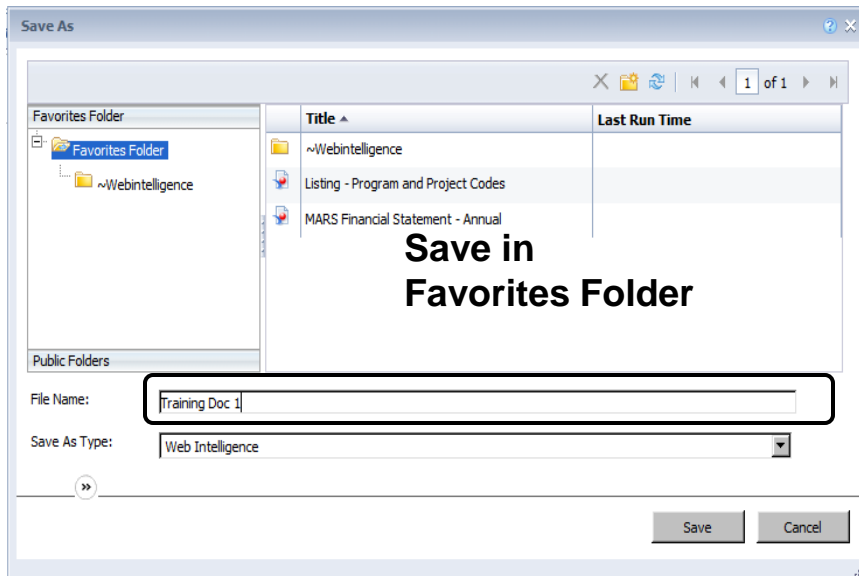 Save As
1 of 1
Favorites Folder
Title
Last Run Time
Favorites Folder
~Webintelligence
~Webintelligence
Listing - Program and Project Codes
MARS Financial Statement - Annual
Save in
Favorites Folder
Public Folders
File Name:
Training Doc 1
Save As Type:
Web Intelligence
Save
Cancel